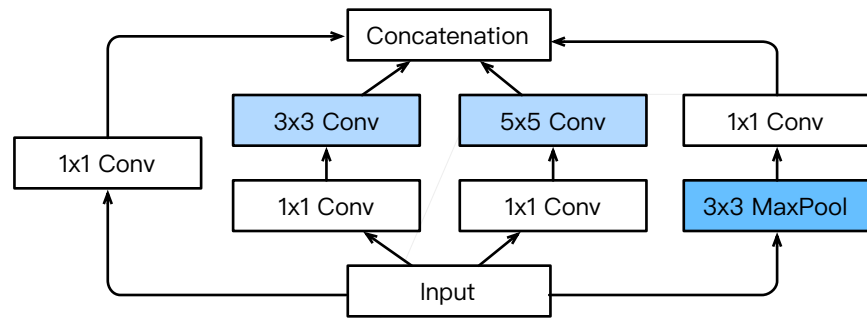 Concatenation
3x3 Conv
5x5 Conv
1x1 Conv
1x1 Conv
1x1 Conv
1x1 Conv
3x3 MaxPool
Input